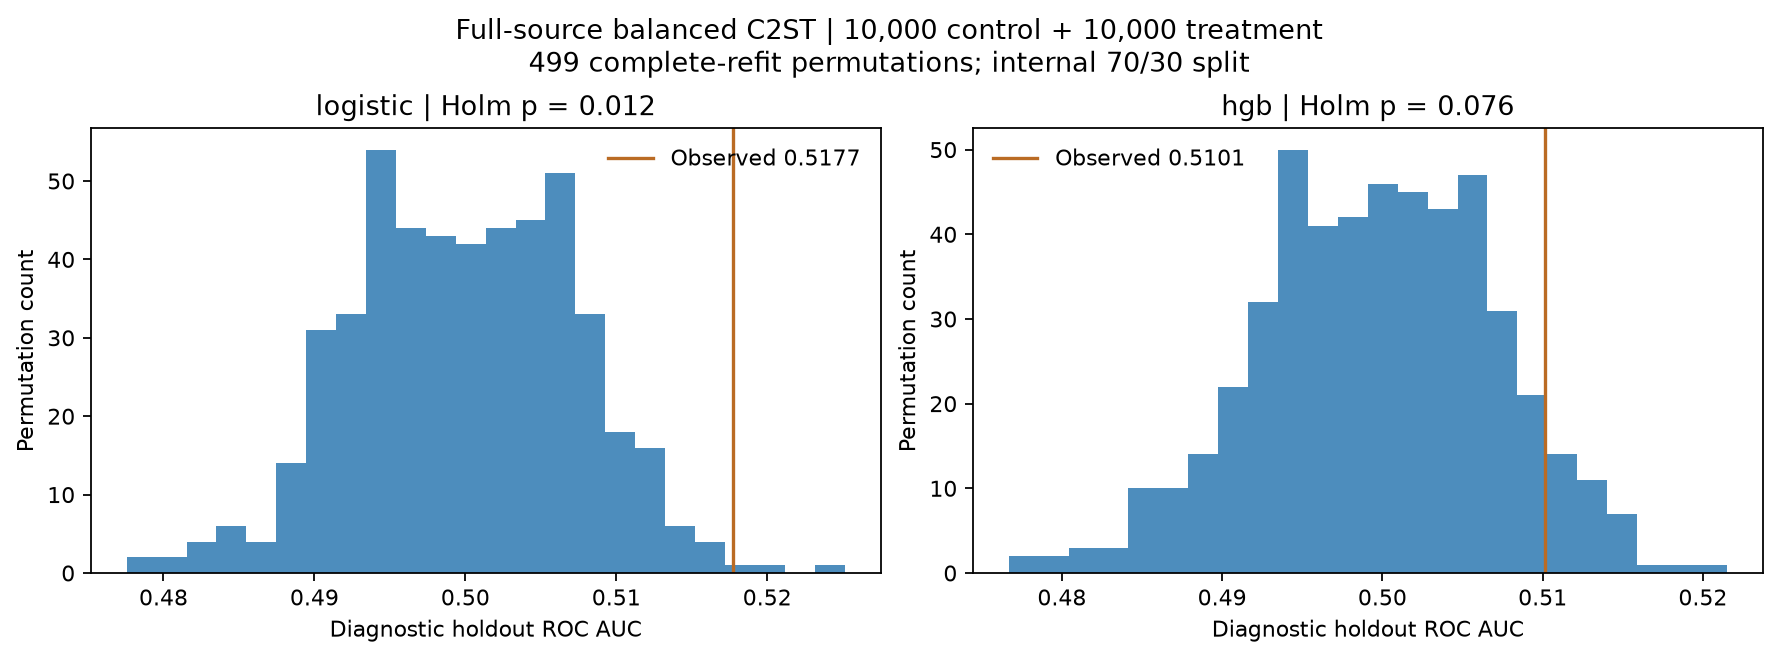 Full-source balanced C2ST | 10,000 control + 10,000 treatment
499 complete-refit permutations; internal 70/30 split
logistic | Holm p = 0.012
Observed 0.5177
Permutation count
50
40
30
20
10
0
0.48 0.49 0.50 0.51 0.52
Diagnostic holdout ROC AUC
hgb | Holm p = 0.076
Observed 0.5101
Permutation count
50
40
30
20
10
0
0.48 0.49 0.50 0.51 0.52
Diagnostic holdout ROC AUC